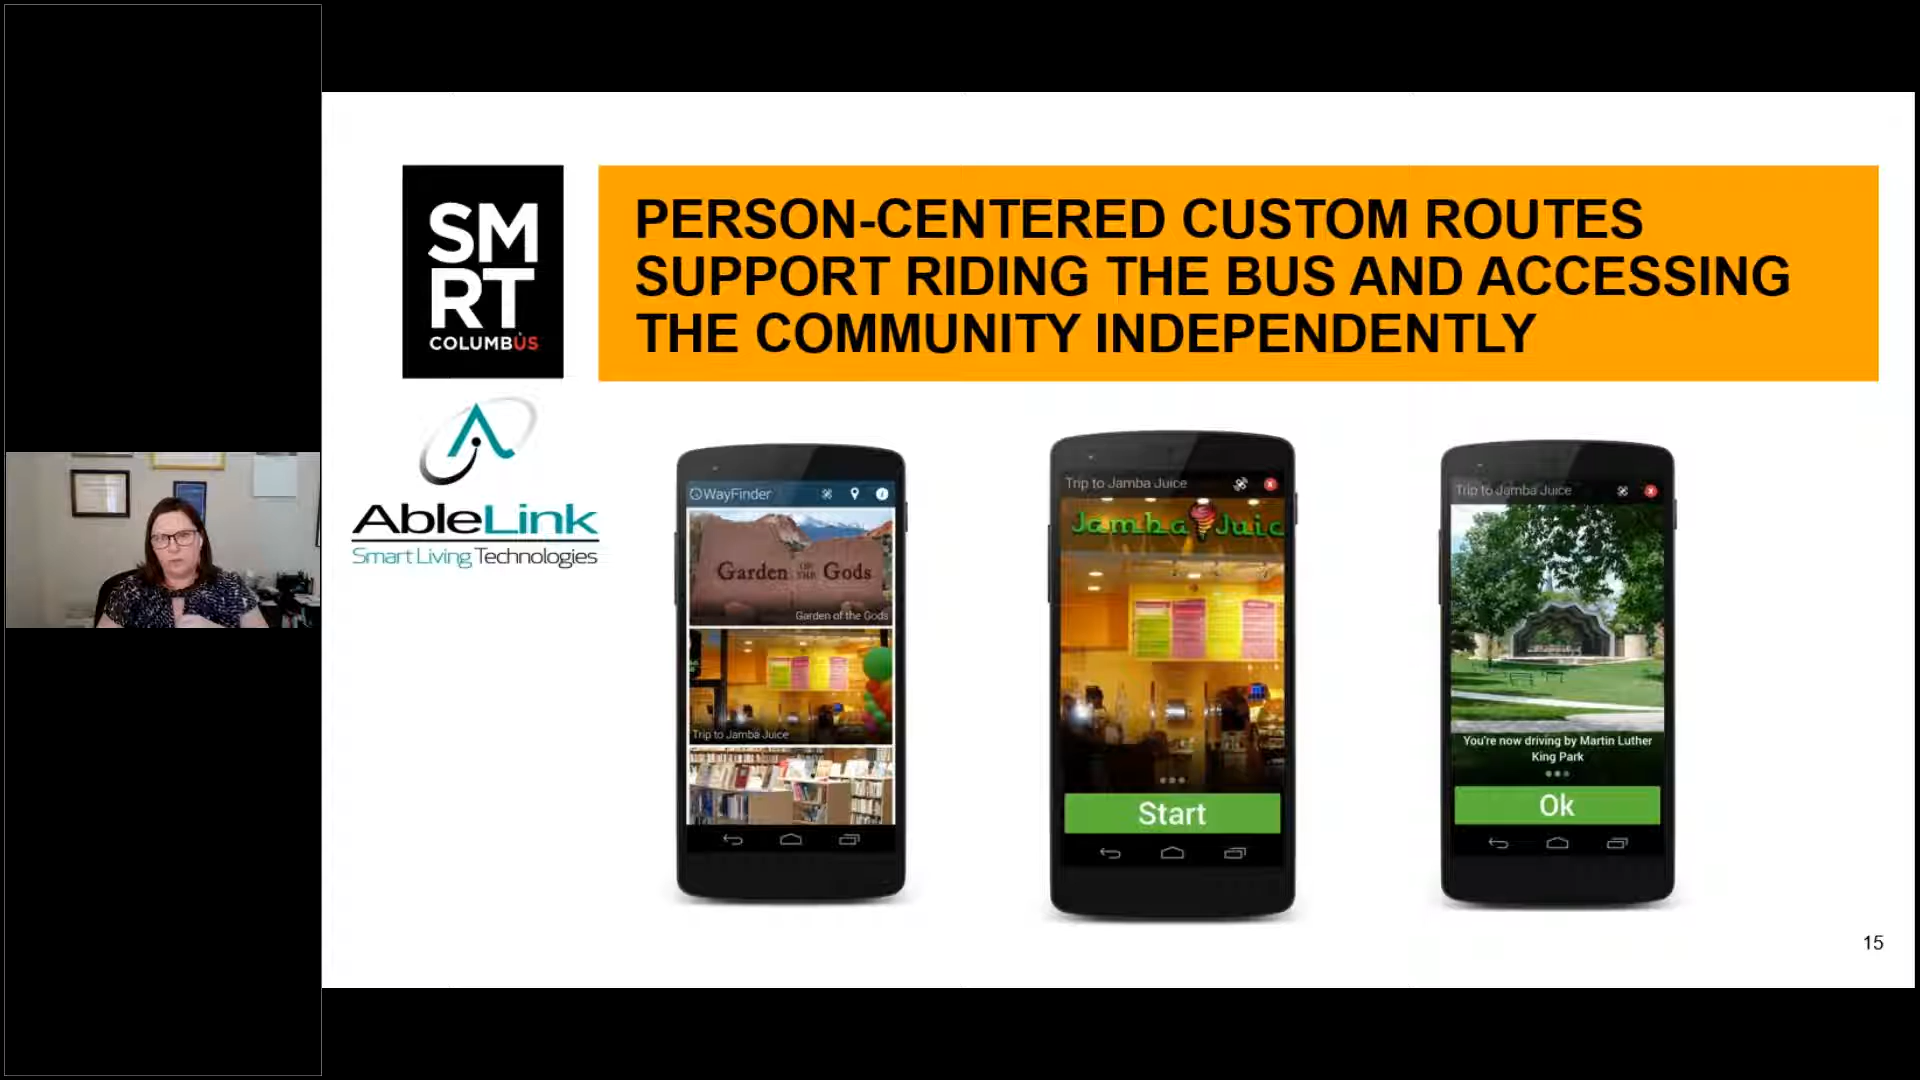 SM
RT
COLUMBUS
PERSON-CENTERED CUSTOM ROUTES
SUPPORT RIDING THE BUS AND ACCESSING
THE COMMUNITY INDEPENDENTLY
AbleLink
Smart Living Technologies
WayFinder
Garden OF THE Gods
Garden of the Gods
Trip to Jamba Juice
Trip to Jamba Juice
Jamba Juic
Start
Trip to Jamba Juice
You're now driving by Martin Luther
King Park
Ok
15